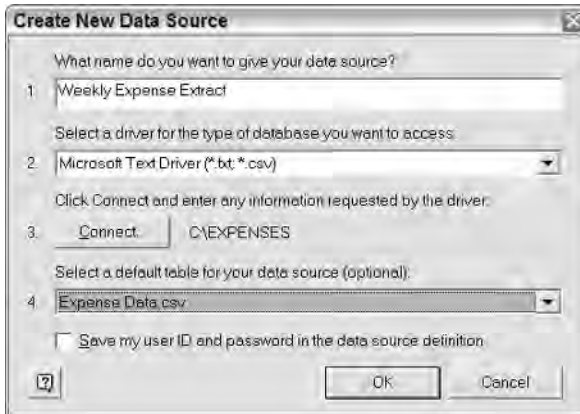 Create New Data Source
What name do you want to give your data source?
1. Weekly Expense Extract
Select a driver for the type of database you want to access:
2. Microsoft Text Driver (*.txt; *.csv)
Click Connect and enter any information requested by the driver:
3. Connect... C:\EXPENSES
Select a default table for your data source (optional):
4. Expense Data.csv
Save my user ID and password in the data source definition
? OK Cancel